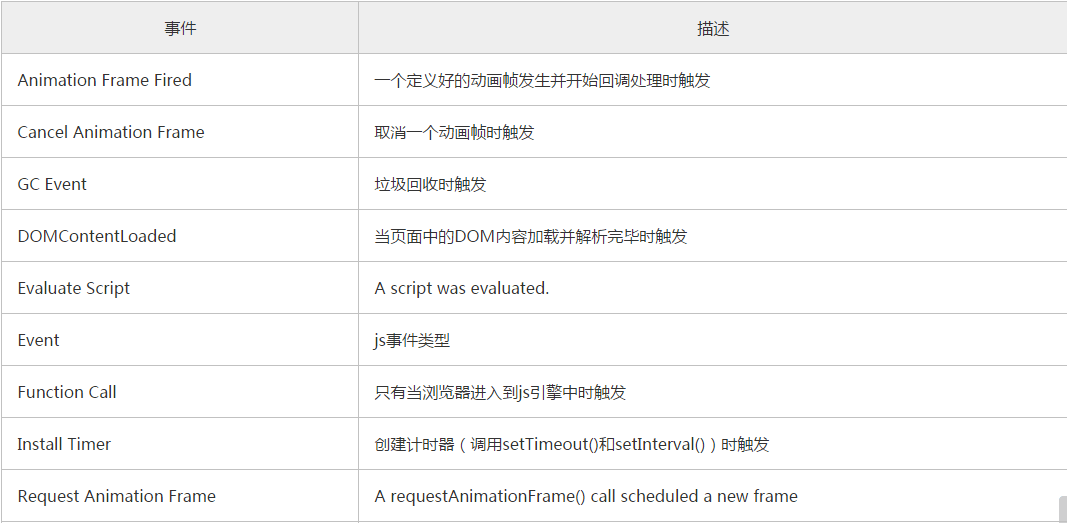 事件 描述
Animation Frame Fired 一个定义好的动画帧发生并开始回调处理时触发
Cancel Animation Frame 取消一个动画帧时触发
GC Event 垃圾回收时触发
DOMContentLoaded 当页面中的DOM内容加载并解析完毕时触发
Evaluate Script A script was evaluated.
Event js事件类型
Function Call 只有当浏览器进入到js引擎中时触发
Install Timer 创建计时器（调用setTimeout()和setInterval()）时触发
Request Animation Frame A requestAnimationFrame() call scheduled a new frame